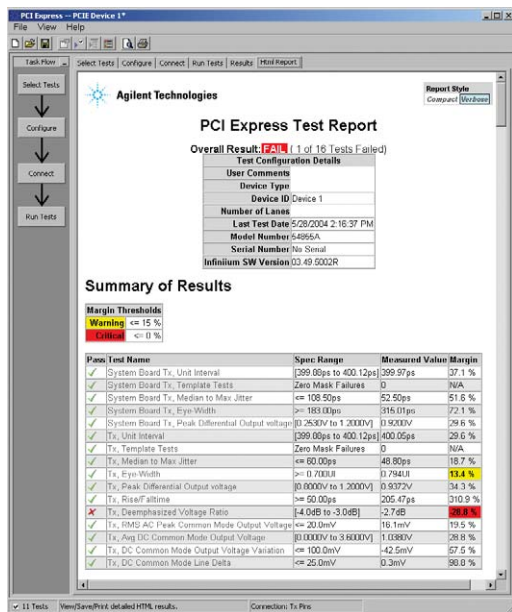 PCI Express -- PCIE Device 1*
File View Help
Task Flow
Select Tests Configure Connect Run Tests Results Html Report
Select Tests
Configure
Connect
Run Tests
Agilent Technologies
Report Style
Compact Verbose
PCI Express Test Report
Overall Result: FAIL ( 1 of 16 Tests Failed)
Test Configuration Details
User Comments
Device Type
Device ID Device 1
Number of Lanes
Last Test Date 5/28/2004 2:16:37 PM
Model Number 54855A
Serial Number No Serial
Infiniium SW Version 03.49.5002R
Summary of Results
Margin Thresholds
Warning <= 15 %
Critical <= 0 %
Pass Test Name Spec Range Measured Value Margin
System Board Tx, Unit Interval [399.88ps to 400.12ps] 399.97ps 37.1 %
System Board Tx, Template Tests Zero Mask Failures 0 N/A
System Board Tx, Median to Max Jitter <= 108.50ps 52.50ps 51.6 %
System Board Tx, Eye-Width >= 183.00ps 315.01ps 72.1 %
System Board Tx, Peak Differential Output voltage [0.2530V to 1.2000V] 0.9200V 29.6 %
Tx, Unit Interval [399.88ps to 400.12ps] 400.05ps 29.6 %
Tx, Template Tests Zero Mask Failures 0 N/A
Tx, Median to Max Jitter <= 60.00ps 48.80ps 18.7 %
Tx, Eye-Width >= 0.700UI 0.794UI 13.4 %
Tx, Peak Differential Output voltage [0.8000V to 1.2000V] 0.9372V 34.3 %
Tx, Rise/Falltime >= 50.00ps 205.47ps 310.9 %
Tx, Deemphasized Voltage Ratio [-4.0dB to -3.0dB] -2.7dB -28.8 %
Tx, RMS AC Peak Common Mode Output Voltage <= 20.0mV 16.1mV 19.5 %
Tx, Avg DC Common Mode Output Voltage [0.0000V to 3.6000V] 1.0380V 28.8 %
Tx, DC Common Mode Output Voltage Variation <= 100.0mV -42.5mV 57.5 %
Tx, DC Common Mode Line Delta <= 25.0mV 0.3mV 98.8 %
11 Tests View/Save/Print detailed HTML results. Connection: Tx Pins